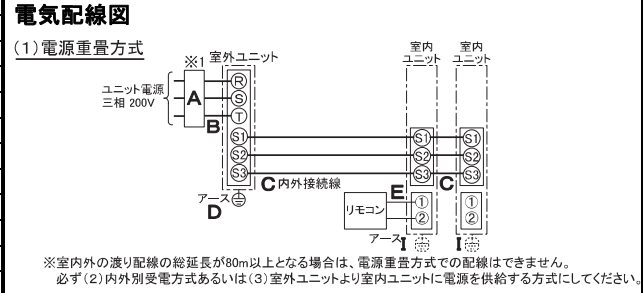 電気配線図
(1)電源重畳方式
※1 室外ユニット
室内
ユニット
室内
ユニット
ユニット電源
三相 200V
A
B
R
S
T
S1
S2
S3
C 内外接続線
アース
D
S1
S2
S3
C
S1
S2
S3
リモコン
E
①
②
①
②
アース I
I
※室内外の渡り配線の総延長が80m以上となる場合は、電源重畳方式での配線はできません。
必ず(2)内外別受電方式あるいは(3)室外ユニットより室内ユニットに電源を供給する方式にしてください。